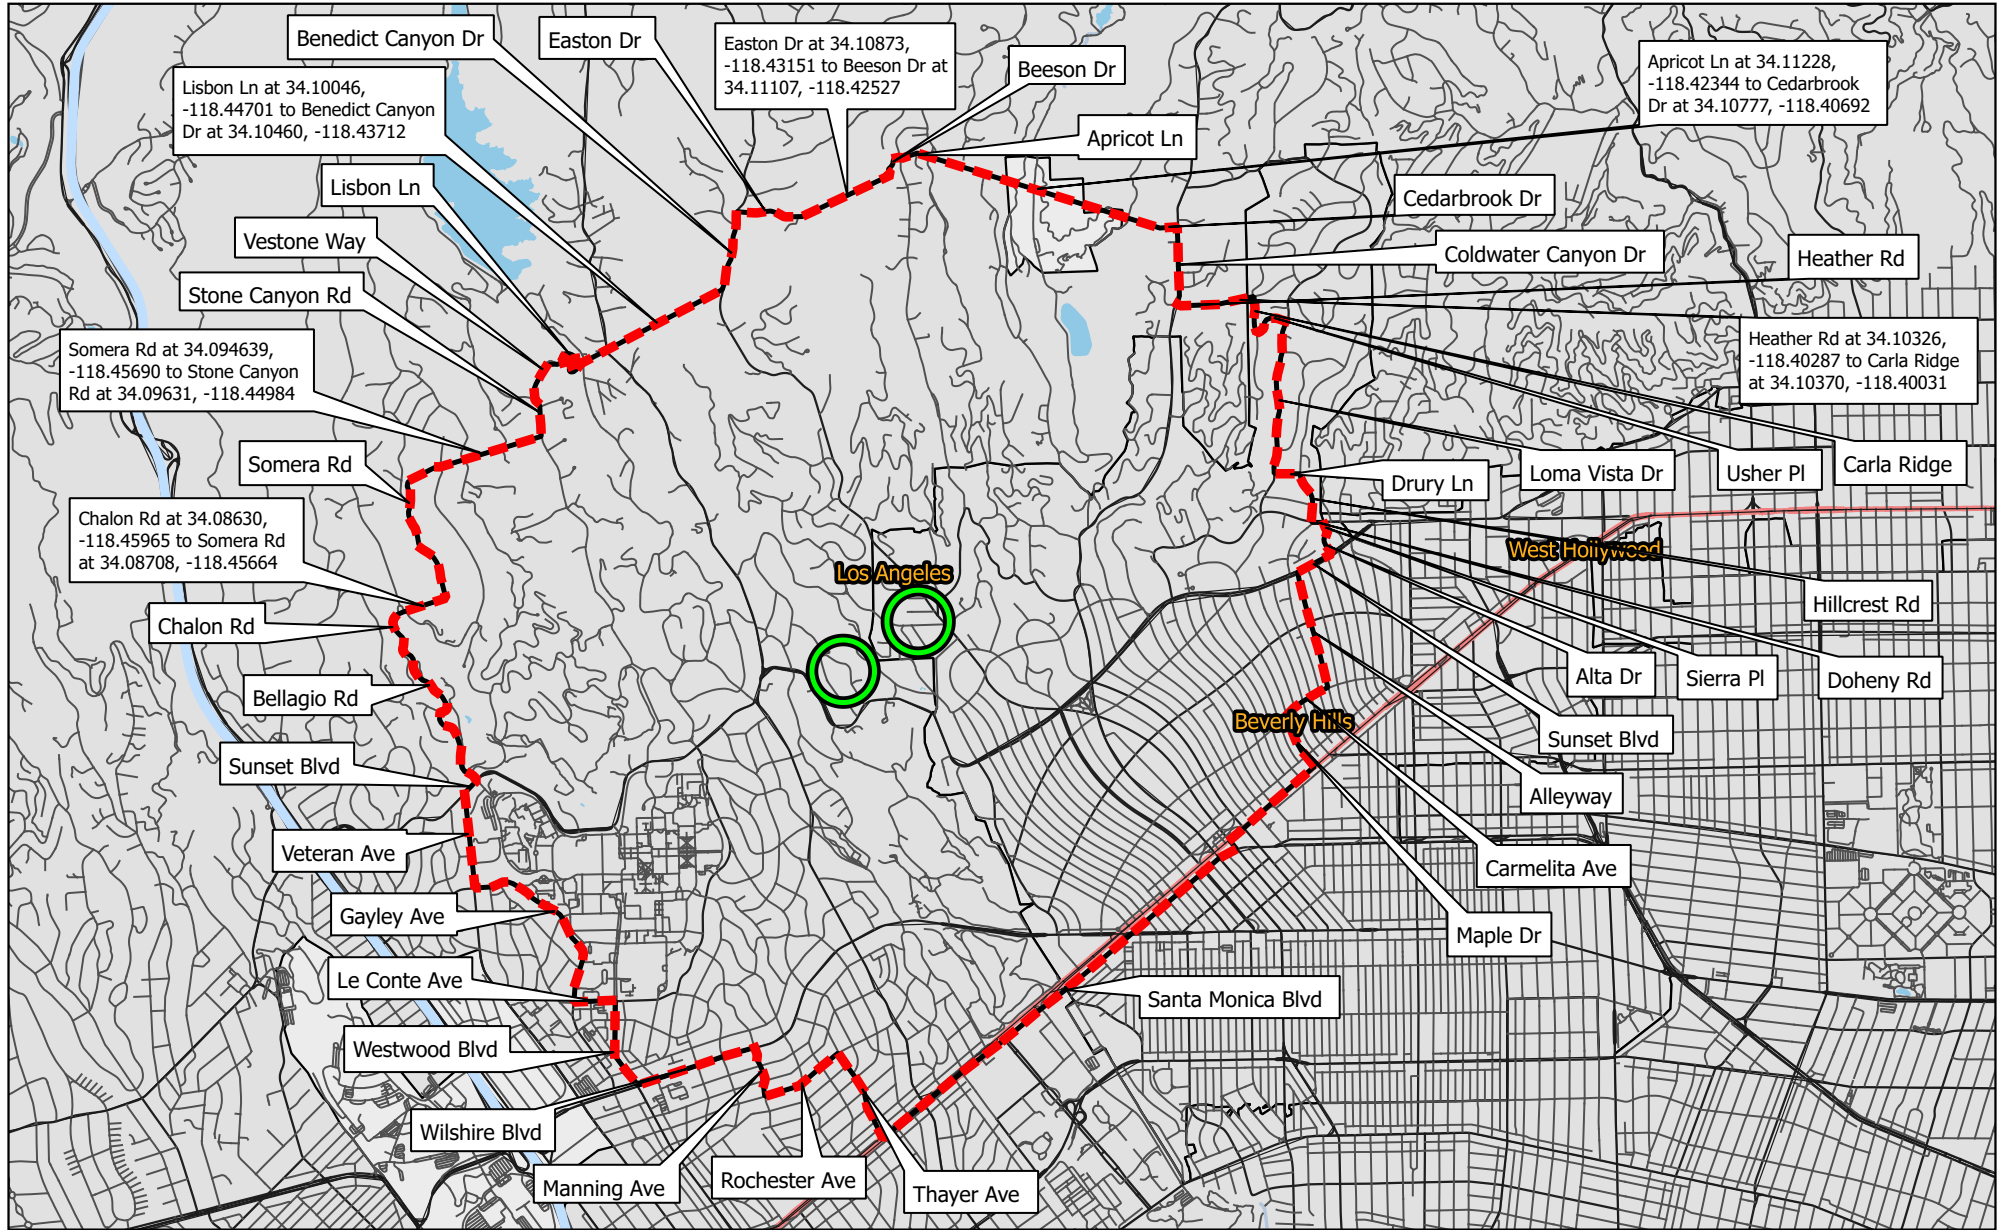 Benedict Canyon Dr
Easton Dr
Easton Dr at 34.10873,
-118.43151 to Beeson Dr at
34.11107, -118.42527
Beeson Dr
Apricot Ln at 34.11228,
-118.42344 to Cedarbrook
Dr at 34.10777, -118.40692
Lisbon Ln at 34.10046,
-118.44701 to Benedict Canyon
Dr at 34.10460, -118.43712
Apricot Ln
Lisbon Ln
Cedarbrook Dr
Vestone Way
Coldwater Canyon Dr
Heather Rd
Stone Canyon Rd
Somera Rd at 34.094639,
-118.45690 to Stone Canyon
Rd at 34.09631, -118.44984
Heather Rd at 34.10326,
-118.40287 to Carla Ridge
at 34.10370, -118.40031
Somera Rd
Drury Ln
Loma Vista Dr
Usher Pl
Carla Ridge
Chalon Rd at 34.08630,
-118.45965 to Somera Rd
at 34.08708, -118.45664
West Hollywood
Los Angeles
Hillcrest Rd
Chalon Rd
Alta Dr
Sierra Pl
Doheny Rd
Bellagio Rd
Beverly Hills
Sunset Blvd
Sunset Blvd
Alleyway
Veteran Ave
Carmelita Ave
Gayley Ave
Maple Dr
Le Conte Ave
Santa Monica Blvd
Westwood Blvd
Wilshire Blvd
Manning Ave
Rochester Ave
Thayer Ave